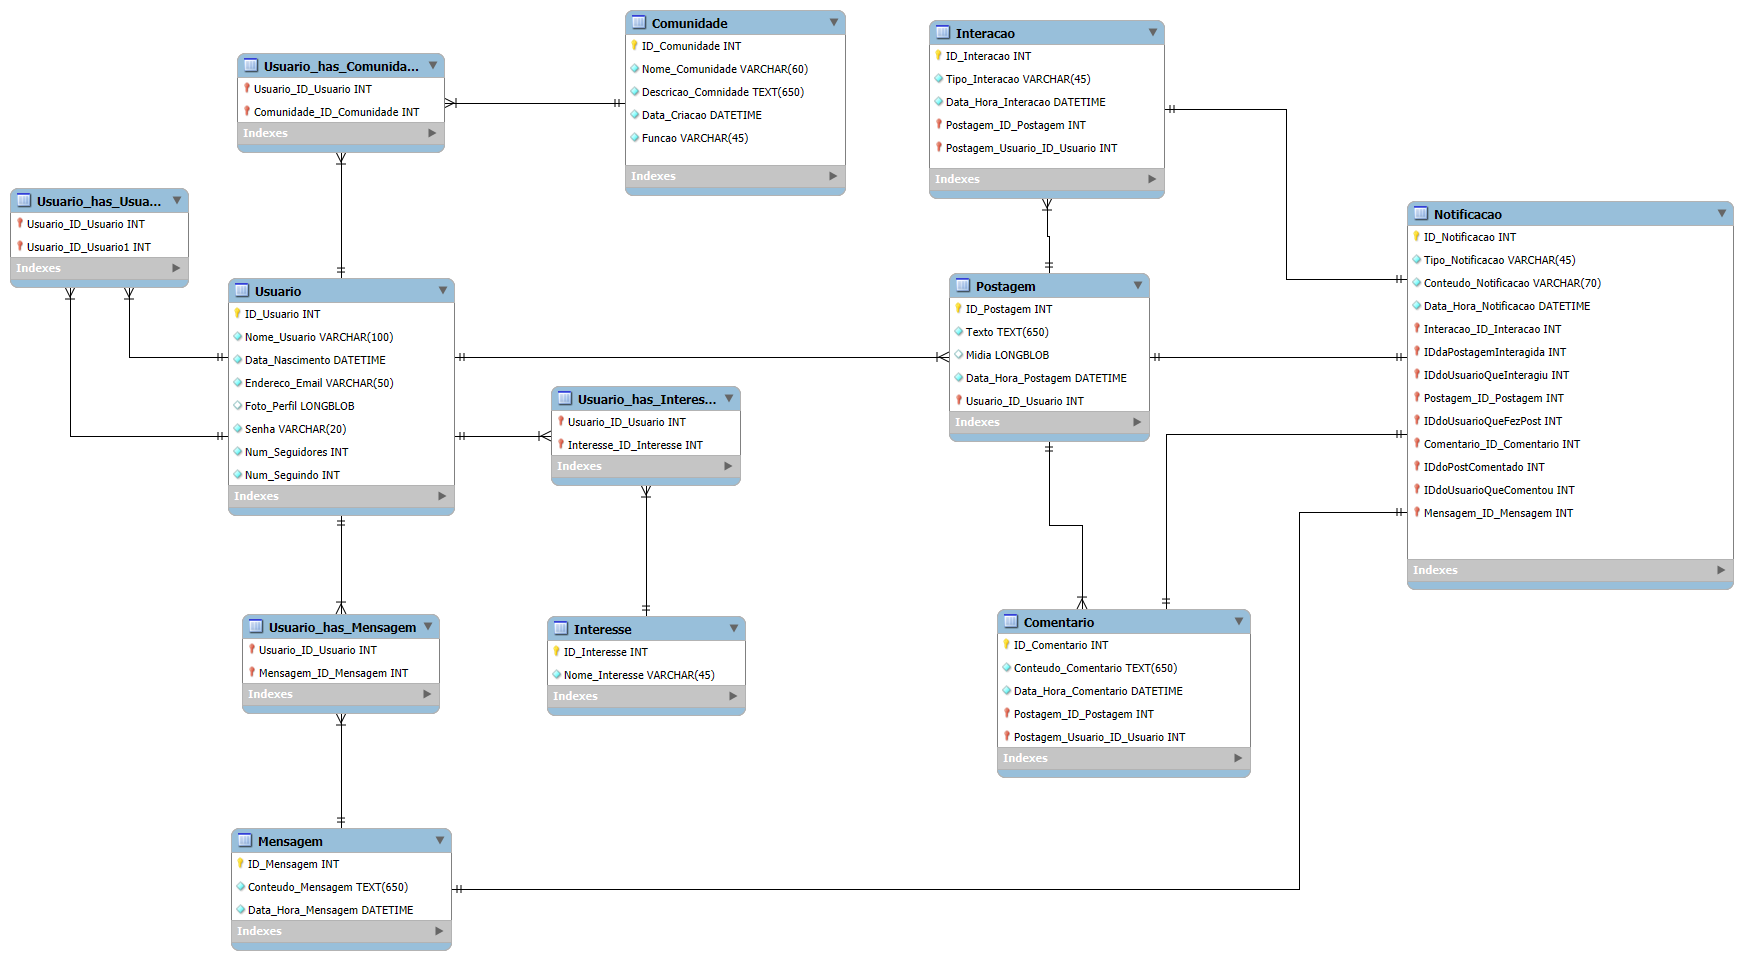 Comunidade
ID_Comunidade INT
Nome_Comunidade VARCHAR(60)
Descricao_Comnidade TEXT(650)
Data_Criacao DATETIME
Funcao VARCHAR(45)
Indexes
Interacao
ID_Interacao INT
Tipo_Interacao VARCHAR(45)
Data_Hora_Interacao DATETIME
Postagem_ID_Postagem INT
Postagem_Usuario_ID_Usuario INT
Indexes
Usuario_has_Comunida...
Usuario_ID_Usuario INT
Comunidade_ID_Comunidade INT
Indexes
Usuario_has_Usua...
Usuario_ID_Usuario INT
Usuario_ID_Usuario1 INT
Indexes
Notificacao
ID_Notificacao INT
Tipo_Notificacao VARCHAR(45)
Conteudo_Notificacao VARCHAR(70)
Data_Hora_Notificacao DATETIME
Interacao_ID_Interacao INT
IDdaPostagemInteragida INT
IDdoUsuarioQueInteragiu INT
Postagem_ID_Postagem INT
IDdoUsuarioQueFezPost INT
Comentario_ID_Comentario INT
IDdoPostComentado INT
IDdoUsuarioQueComentou INT
Mensagem_ID_Mensagem INT
Indexes
Usuario
ID_Usuario INT
Nome_Usuario VARCHAR(100)
Data_Nascimento DATETIME
Endereco_Email VARCHAR(50)
Foto_Perfil LONGBLOB
Senha VARCHAR(20)
Num_Seguidores INT
Num_Seguindo INT
Indexes
Postagem
ID_Postagem INT
Texto TEXT(650)
Midia LONGBLOB
Data_Hora_Postagem DATETIME
Usuario_ID_Usuario INT
Indexes
Usuario_has_Interes...
Usuario_ID_Usuario INT
Interesse_ID_Interesse INT
Indexes
Usuario_has_Mensagem
Usuario_ID_Usuario INT
Mensagem_ID_Mensagem INT
Indexes
Interesse
ID_Interesse INT
Nome_Interesse VARCHAR(45)
Indexes
Comentario
ID_Comentario INT
Conteudo_Comentario TEXT(650)
Data_Hora_Comentario DATETIME
Postagem_ID_Postagem INT
Postagem_Usuario_ID_Usuario INT
Indexes
Mensagem
ID_Mensagem INT
Conteudo_Mensagem TEXT(650)
Data_Hora_Mensagem DATETIME
Indexes